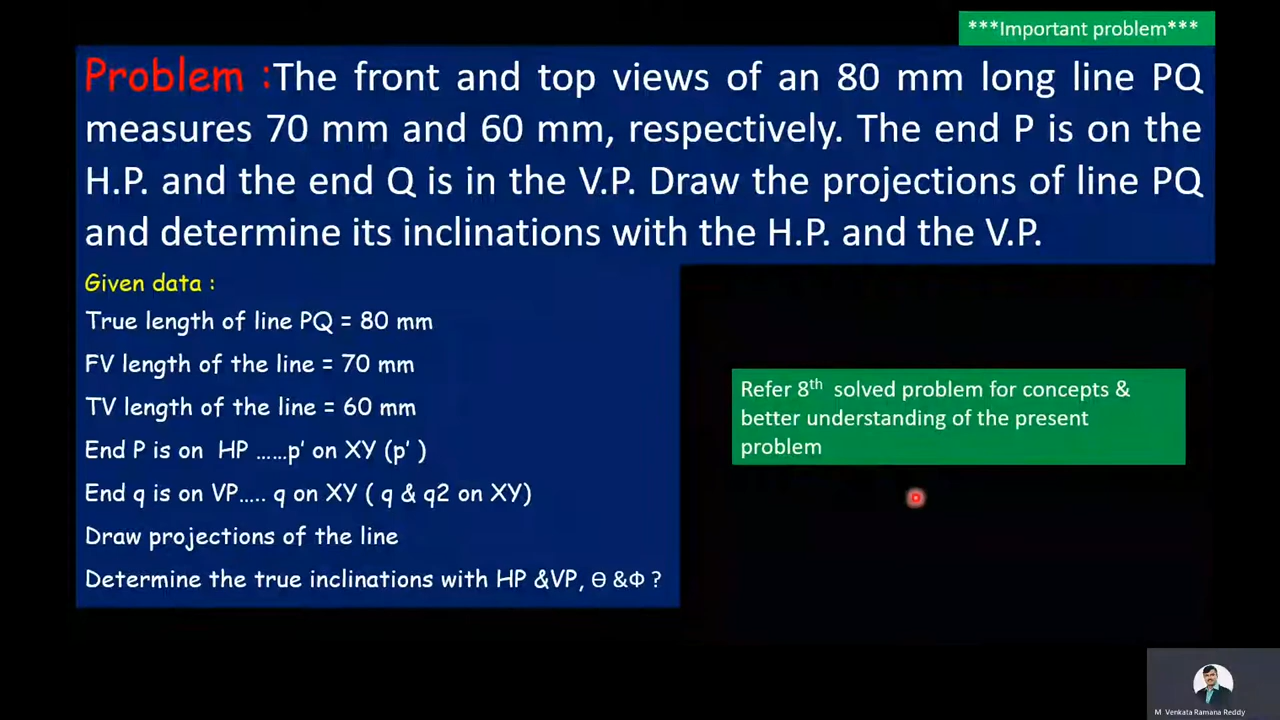 ***Important problem***
Problem :The front and top views of an 80 mm long line PQ
measures 70 mm and 60 mm, respectively. The end P is on the
H.P. and the end Q is in the V.P. Draw the projections of line PQ
and determine its inclinations with the H.P. and the V.P.
Given data :
True length of line PQ = 80 mm
FV length of the line = 70 mm
TV length of the line = 60 mm
End P is on HP ......p' on XY (p' )
End q is on VP..... q on XY ( q & q2 on XY)
Draw projections of the line
Determine the true inclinations with HP &VP, ϴ &Φ ?
Refer 8th solved problem for concepts &
better understanding of the present
problem
M. Venkata Ramana Reddy